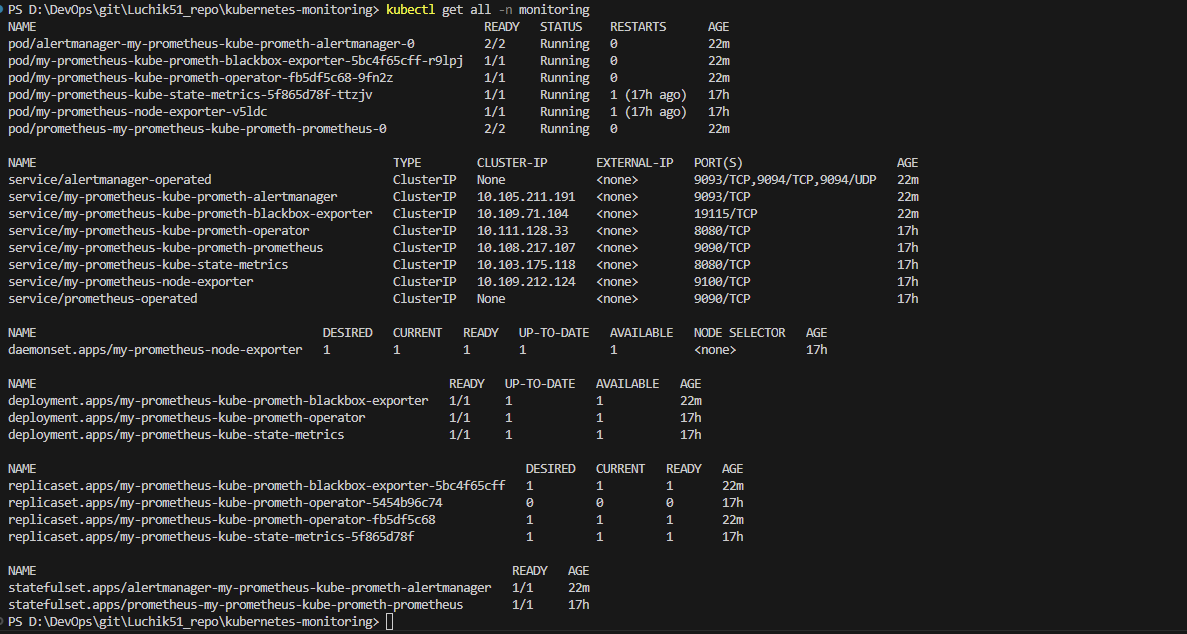 PS D:\DevOps\git\Luchik51_repo\kubernetes-monitoring> kubectl get all -n monitoring
NAME READY STATUS RESTARTS AGE
pod/alertmanager-my-prometheus-kube-prometh-alertmanager-0 2/2 Running 0 22m
pod/my-prometheus-kube-prometh-blackbox-exporter-5bc4f65cff-r9lpj 1/1 Running 0 22m
pod/my-prometheus-kube-prometh-operator-fb5df5c68-9fn2z 1/1 Running 0 22m
pod/my-prometheus-kube-state-metrics-5f865d78f-ttzjv 1/1 Running 1 (17h ago) 17h
pod/my-prometheus-node-exporter-v5ldc 1/1 Running 1 (17h ago) 17h
pod/prometheus-my-prometheus-kube-prometh-prometheus-0 2/2 Running 0 22m
NAME TYPE CLUSTER-IP EXTERNAL-IP PORT(S) AGE
service/alertmanager-operated ClusterIP None <none> 9093/TCP,9094/TCP,9094/UDP 22m
service/my-prometheus-kube-prometh-alertmanager ClusterIP 10.105.211.191 <none> 9093/TCP 22m
service/my-prometheus-kube-prometh-blackbox-exporter ClusterIP 10.109.71.104 <none> 19115/TCP 22m
service/my-prometheus-kube-prometh-operator ClusterIP 10.111.128.33 <none> 8080/TCP 17h
service/my-prometheus-kube-prometh-prometheus ClusterIP 10.108.217.107 <none> 9090/TCP 17h
service/my-prometheus-kube-state-metrics ClusterIP 10.103.175.118 <none> 8080/TCP 17h
service/my-prometheus-node-exporter ClusterIP 10.109.212.124 <none> 9100/TCP 17h
service/prometheus-operated ClusterIP None <none> 9090/TCP 17h
NAME DESIRED CURRENT READY UP-TO-DATE AVAILABLE NODE SELECTOR AGE
daemonset.apps/my-prometheus-node-exporter 1 1 1 1 1 <none> 17h
NAME READY UP-TO-DATE AVAILABLE AGE
deployment.apps/my-prometheus-kube-prometh-blackbox-exporter 1/1 1 1 22m
deployment.apps/my-prometheus-kube-prometh-operator 1/1 1 1 17h
deployment.apps/my-prometheus-kube-state-metrics 1/1 1 1 17h
NAME DESIRED CURRENT READY AGE
replicaset.apps/my-prometheus-kube-prometh-blackbox-exporter-5bc4f65cff 1 1 1 22m
replicaset.apps/my-prometheus-kube-prometh-operator-5454b96c74 0 0 0 17h
replicaset.apps/my-prometheus-kube-prometh-operator-fb5df5c68 1 1 1 22m
replicaset.apps/my-prometheus-kube-state-metrics-5f865d78f 1 1 1 17h
NAME READY AGE
statefulset.apps/alertmanager-my-prometheus-kube-prometh-alertmanager 1/1 22m
statefulset.apps/prometheus-my-prometheus-kube-prometh-prometheus 1/1 17h
PS D:\DevOps\git\Luchik51_repo\kubernetes-monitoring>